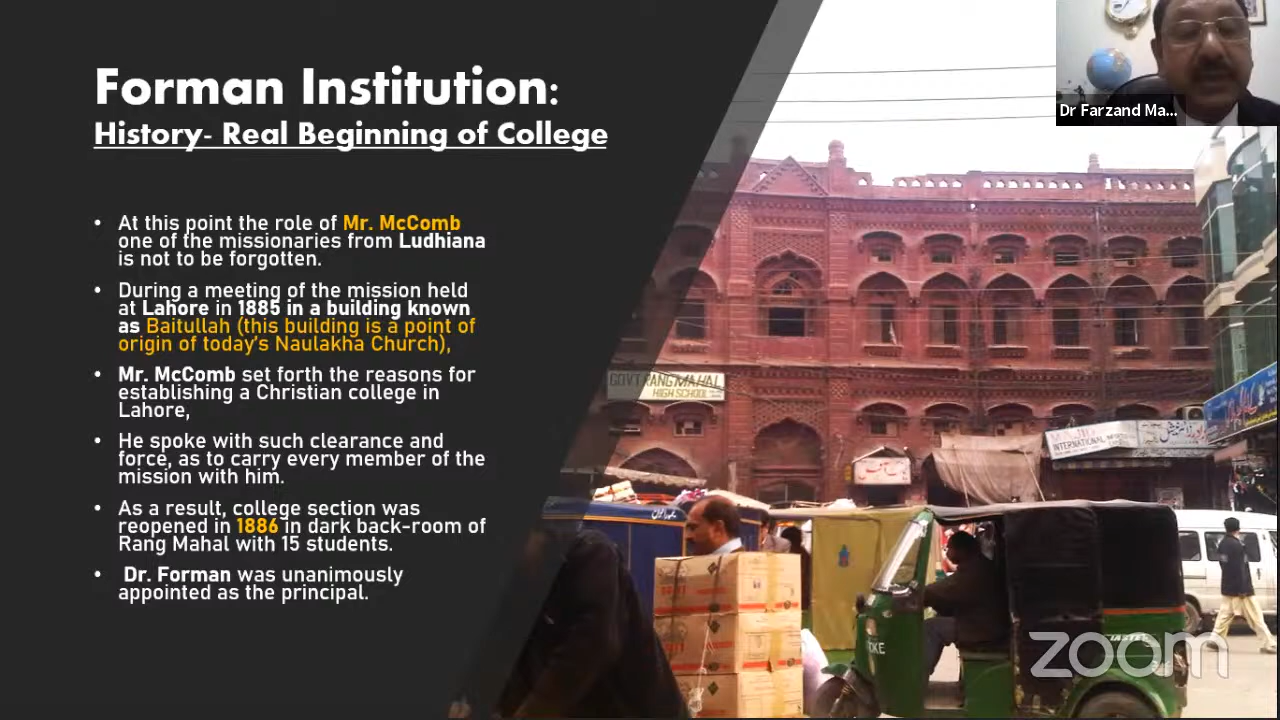 Forman Institution:
History- Real Beginning of College
• At this point the role of Mr. McComb
one of the missionaries from Ludhiana
is not to be forgotten.
• During a meeting of the mission held
at Lahore in 1885 in a building known
as Baitullah (this building is a point of
origin of today's Naulakha Church),
• Mr. McComb set forth the reasons for
establishing a Christian college in
Lahore,
• He spoke with such clearance and
force, as to carry every member of the
mission with him.
• As a result, college section was
reopened in 1886 in dark back-room of
Rang Mahal with 15 students.
• Dr. Forman was unanimously
appointed as the principal.
Dr Farzand Ma...
GOVT RANG MAHAL
HIGH SCHOOL
INTERNATIONAL
zoom